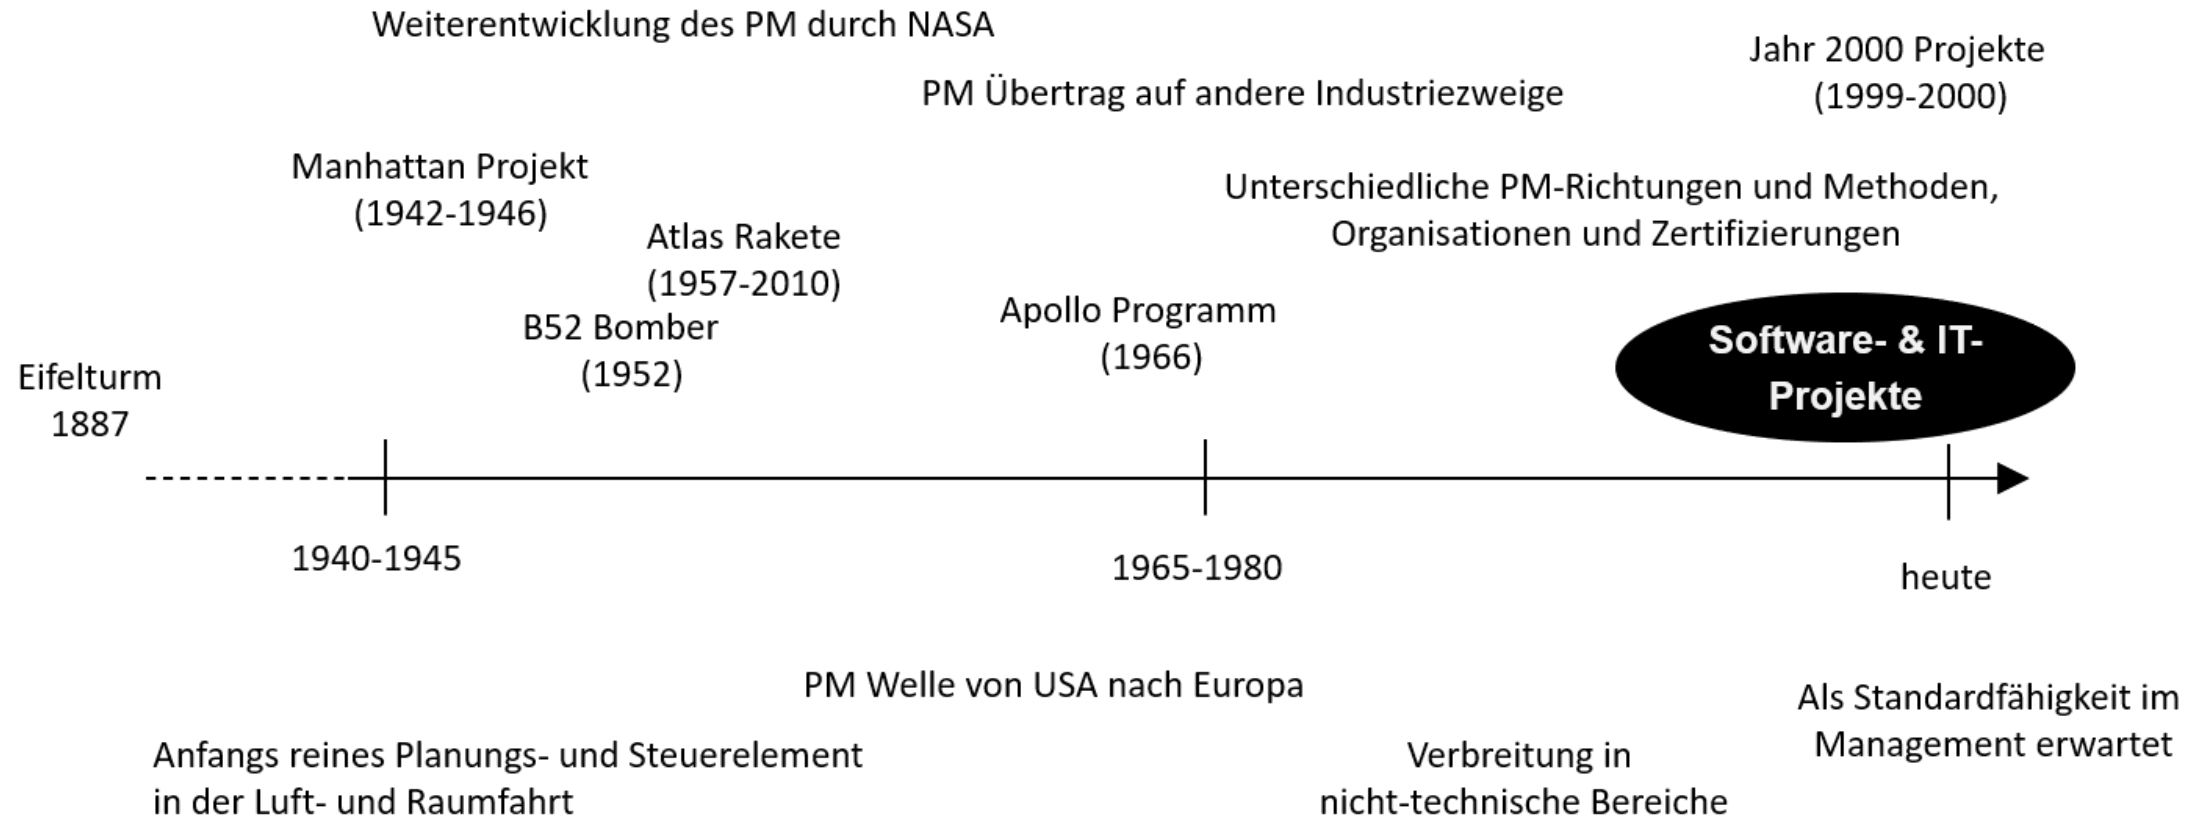 Weiterentwicklung des PM durch NASA
Jahr 2000 Projekte
(1999-2000)
PM Übertrag auf andere Industriezweige
Manhattan Projekt
(1942-1946)
Unterschiedliche PM-Richtungen und Methoden,
Organisationen und Zertifizierungen
Atlas Rakete
(1957-2010)
B52 Bomber
(1952)
Apollo Programm
(1966)
Software- & IT-
Projekte
Eifelturm
1887
1940-1945
1965-1980
heute
PM Welle von USA nach Europa
Als Standardfähigkeit im
Management erwartet
Anfangs reines Planungs- und Steuerelement
in der Luft- und Raumfahrt
Verbreitung in
nicht-technische Bereiche